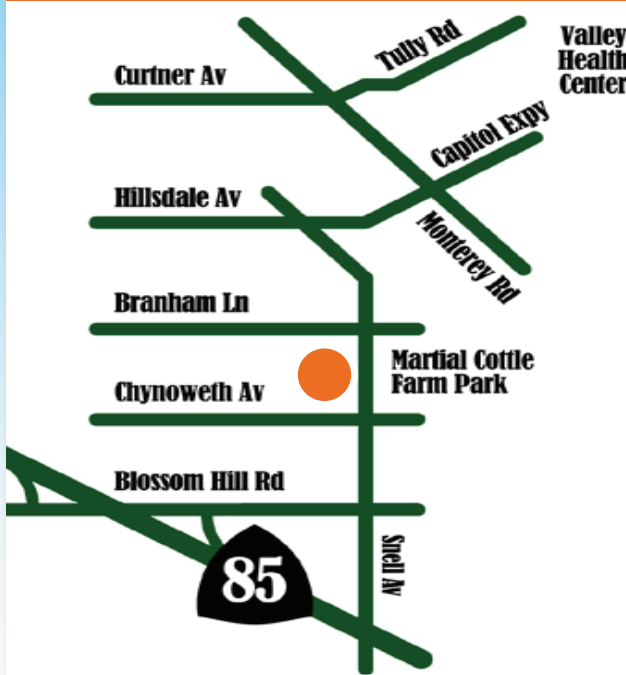 Tully Rd
Valley
Health
Center
Curtner Av
Capitol Expy
Hillsdale Av
Monterey Rd
Branham Ln
Martial Cottle
Farm Park
Chynoweth Av
Blossom Hill Rd
Snell Av
85